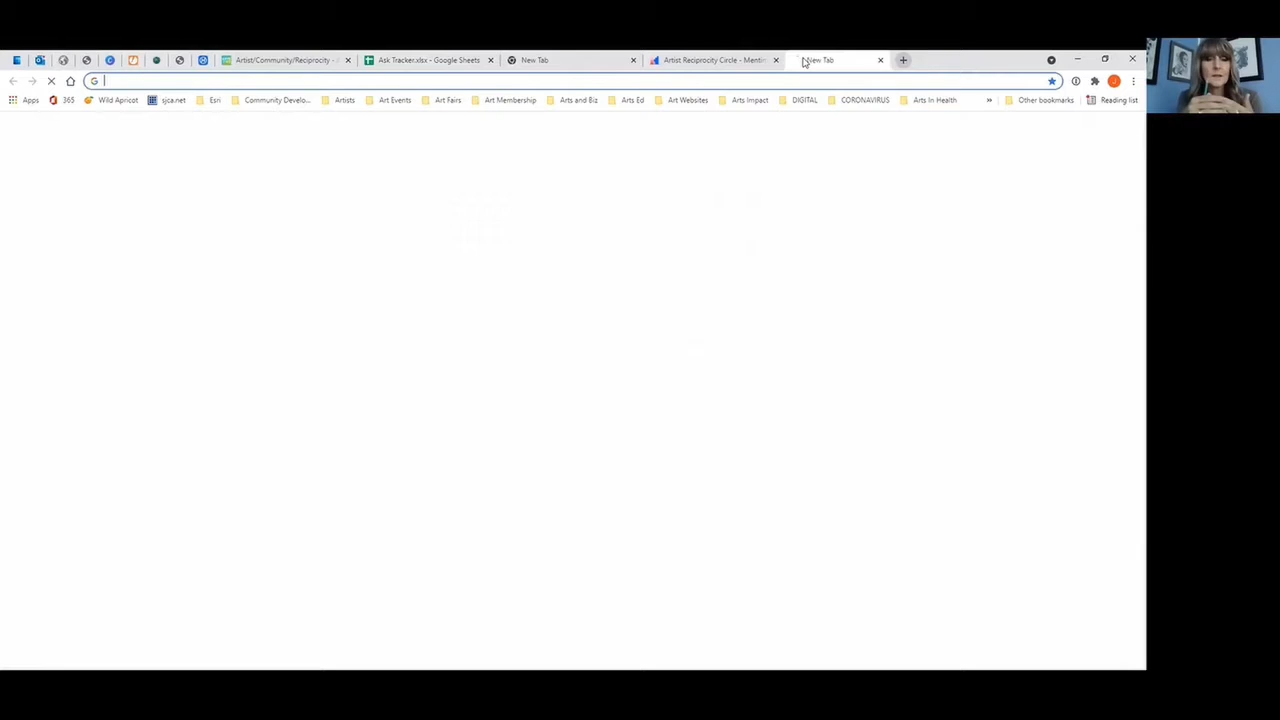 Artist/Community/Reciprocity - A
Ask Tracker.xlsx - Google Sheets
New Tab
Artist Reciprocity Circle - Mentim
New Tab
G
Apps 365 Wild Apricot sjca.net Esri Community Develo... Artists Art Events Art Fairs Art Membership Arts and Biz Arts Ed Art Websites Arts Impact DIGITAL CORONAVIRUS Arts In Health » Other bookmarks Reading list